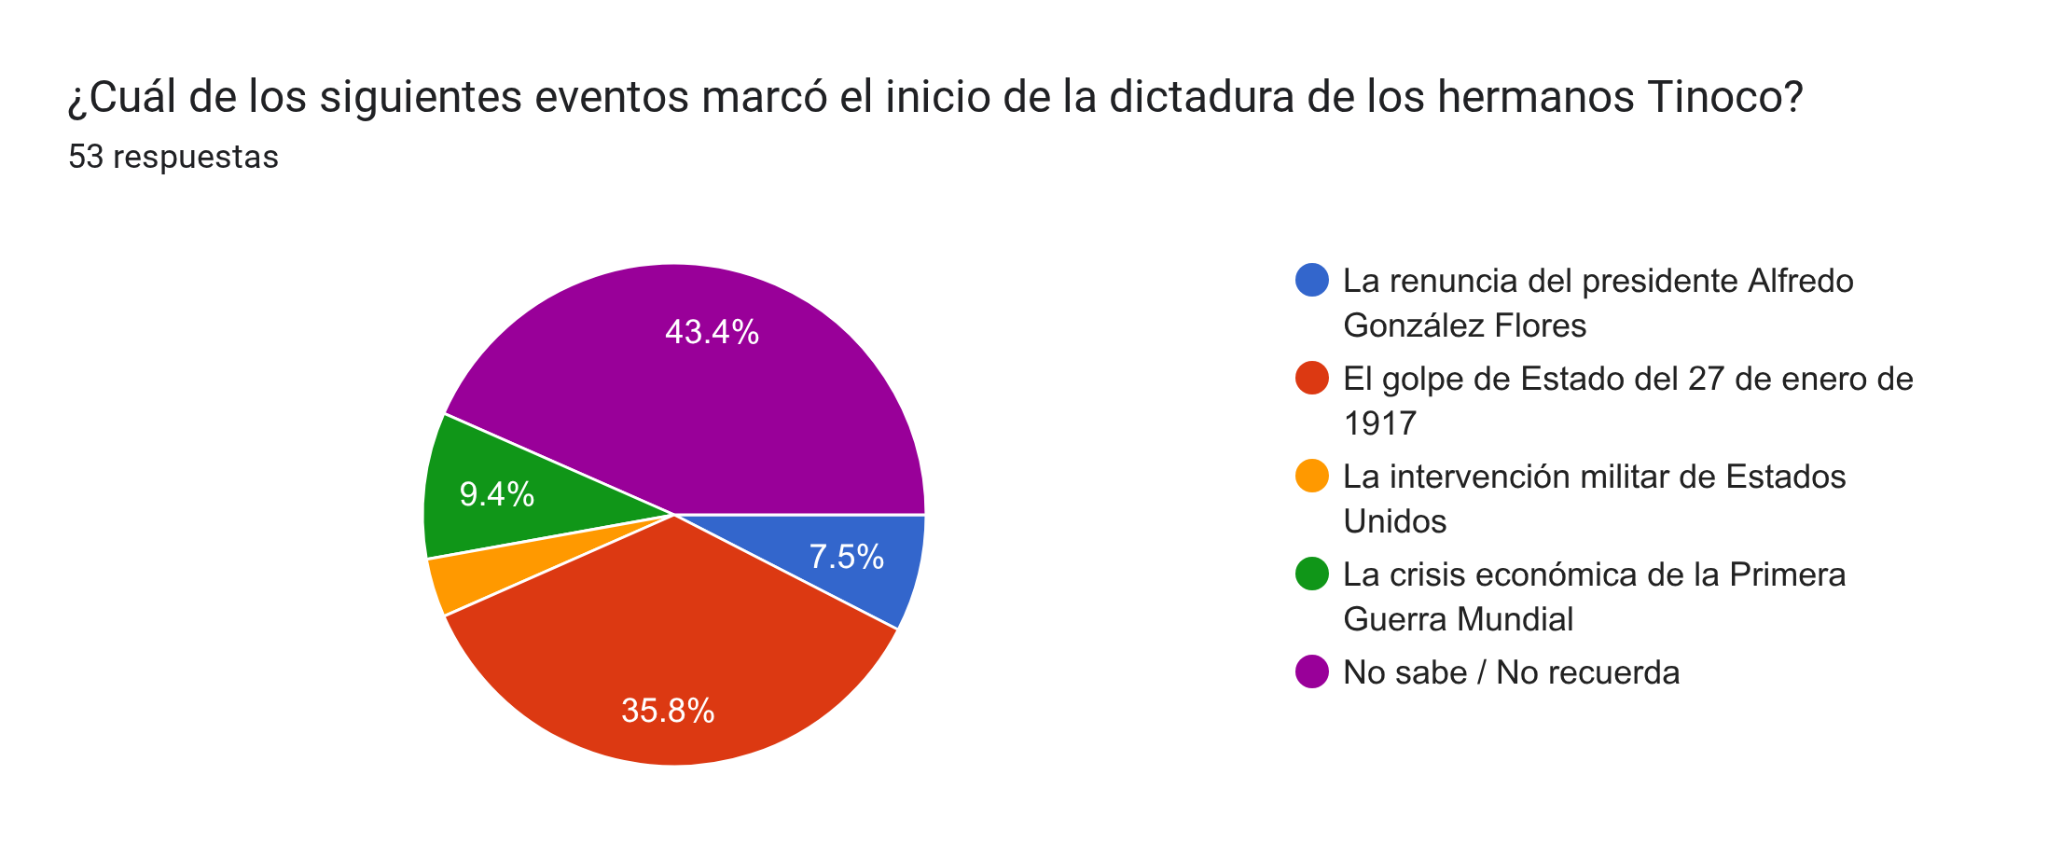 ¿Cuál de los siguientes eventos marcó el inicio de la dictadura de los hermanos Tinoco?
53 respuestas
43.4%
9.4%
7.5%
35.8%
La renuncia del presidente Alfredo
González Flores
El golpe de Estado del 27 de enero de
1917
La intervención militar de Estados
Unidos
La crisis económica de la Primera
Guerra Mundial
No sabe / No recuerda